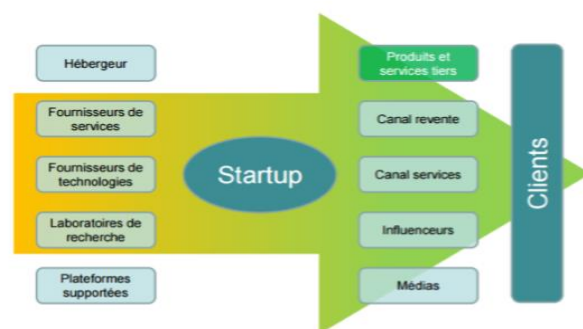 Hébergeur
Fournisseurs de
services
Fournisseurs de
technologies
Laboratoires de
recherche
Plateformes
supportées
Startup
Produits et
services tiers
Canal revente
Canal services
Influenceurs
Médias
Clients